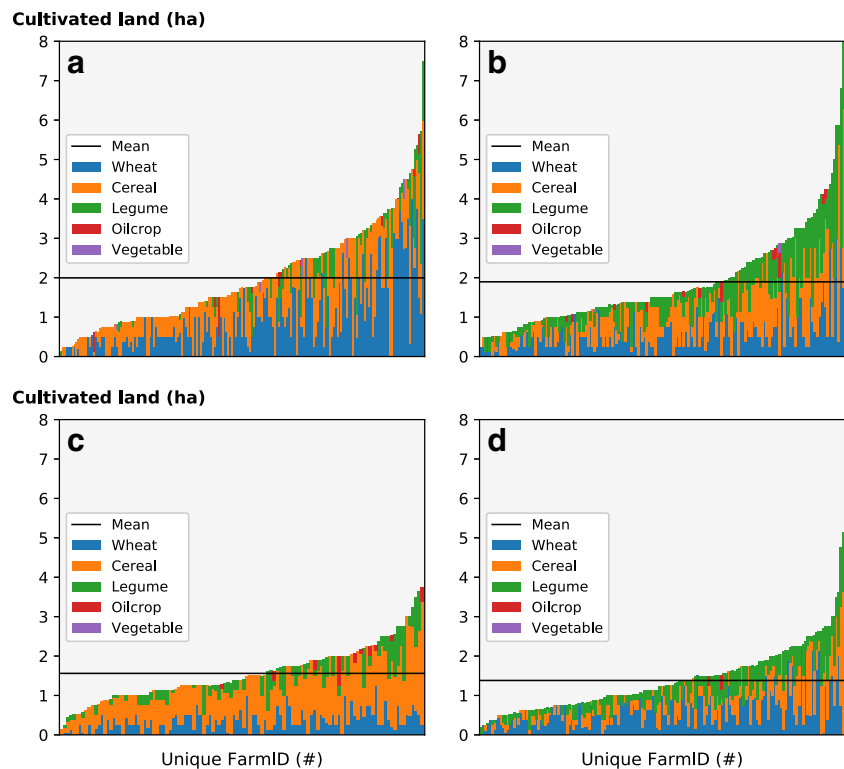 Cultivated land (ha)
8
7
6
5
4
3
2
1
0
a
Mean
Wheat
Cereal
Legume
Oilcrop
Vegetable
8
7
6
5
4
3
2
1
0
b
Mean
Wheat
Cereal
Legume
Oilcrop
Vegetable
Cultivated land (ha)
8
7
6
5
4
3
2
1
0
c
Mean
Wheat
Cereal
Legume
Oilcrop
Vegetable
Unique FarmID (#)
8
7
6
5
4
3
2
1
0
d
Mean
Wheat
Cereal
Legume
Oilcrop
Vegetable
Unique FarmID (#)